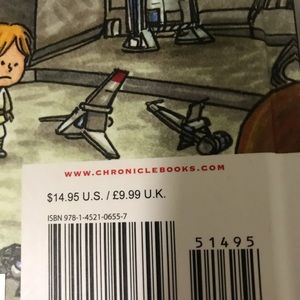 WWW.CHRONICLEBOOKS.COM
$14.95 U.S. / £9.99 U.K.
ISBN 978-1-4521-0655-7
51495